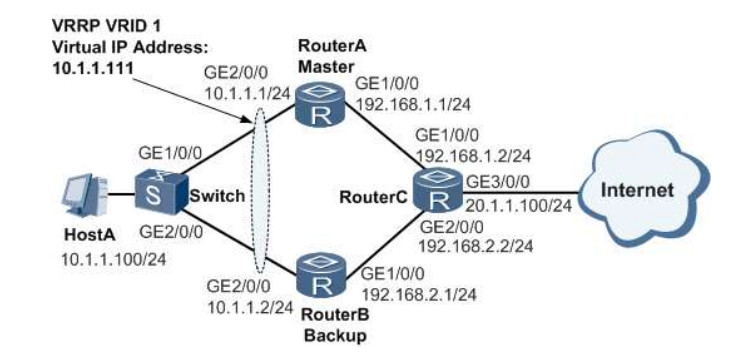 VRRP VRID 1
Virtual IP Address:
10.1.1.111
RouterA
Master
GE2/0/0
10.1.1.1/24
GE1/0/0
192.168.1.1/24
R
GE1/0/0
192.168.1.2/24
GE1/0/0
S
Switch
HostA
10.1.1.100/24
GE2/0/0
RouterC
R
GE3/0/0
20.1.1.100/24
Internet
GE2/0/0
192.168.2.2/24
GE2/0/0
10.1.1.2/24
R
GE1/0/0
192.168.2.1/24
RouterB
Backup